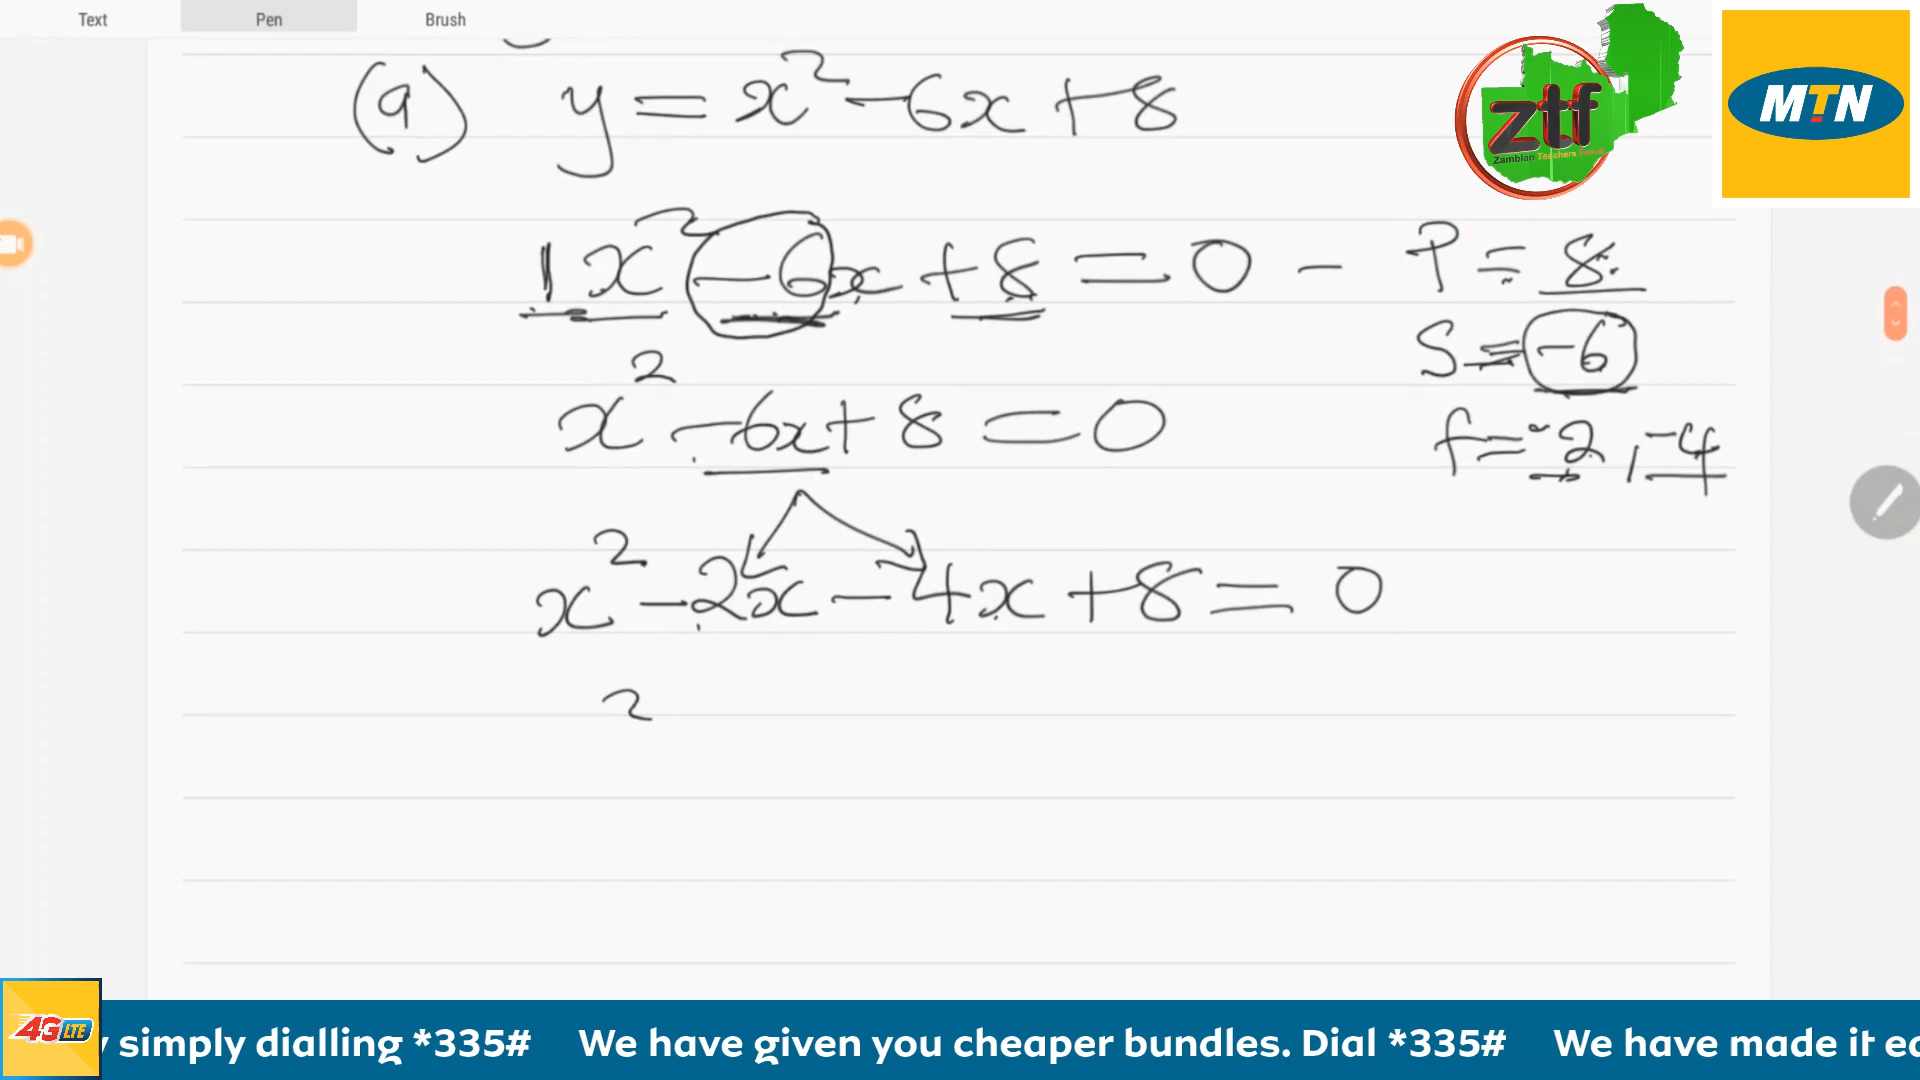 Text Pen Brush
(a) y = x² - 6x + 8
1x² - 6x + 8 = 0 - P = 8
S = -6
x² - 6x + 8 = 0
f = -2, -4
x² - 2x - 4x + 8 = 0
2
ztf
Zambian Teachers Forum
MTN
4G LTE
y simply dialling *335# We have given you cheaper bundles. Dial *335# We have made it ea